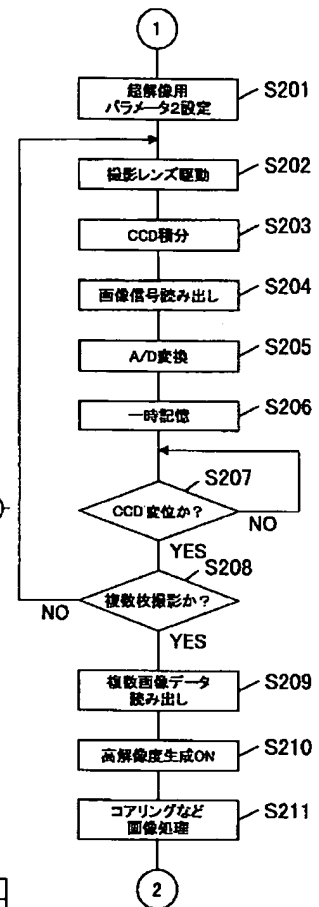 1
超解像用
パラメータ2設定
S201
撮影レンズ駆動
S202
CCD積分
S203
画像信号読み出し
S204
A/D変換
S205
一時記憶
S206
S207
CCD変位か?
NO
YES
S208
複数枚撮影か?
NO
YES
複数画像データ
読み出し
S209
高解像度生成ON
S210
コアリングなど
画像処理
S211
2